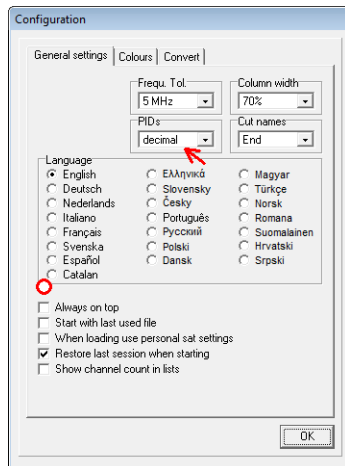 Configuration
General settings Colours Convert
Frequ. Tol. Column width
5 MHz 70%
PIDs Cut names
decimal End
Language
English Ελληνικά Magyar
Deutsch Slovensky Türkçe
Nederlands Česky Norsk
Italiano Português Romana
Français Русский Suomalainen
Svenska Polski Hrvatski
Español Dansk Srpski
Catalan
Always on top
Start with last used file
When loading use personal sat settings
Restore last session when starting
Show channel count in lists
OK